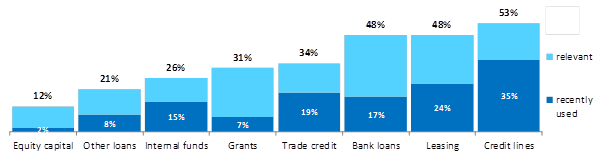 53%
48%
48%
34%
31%
26%
21%
12%
relevant
recently
used
2%
8%
15%
7%
19%
17%
24%
35%
Equity capital
Other loans
Internal funds
Grants
Trade credit
Bank loans
Leasing
Credit lines